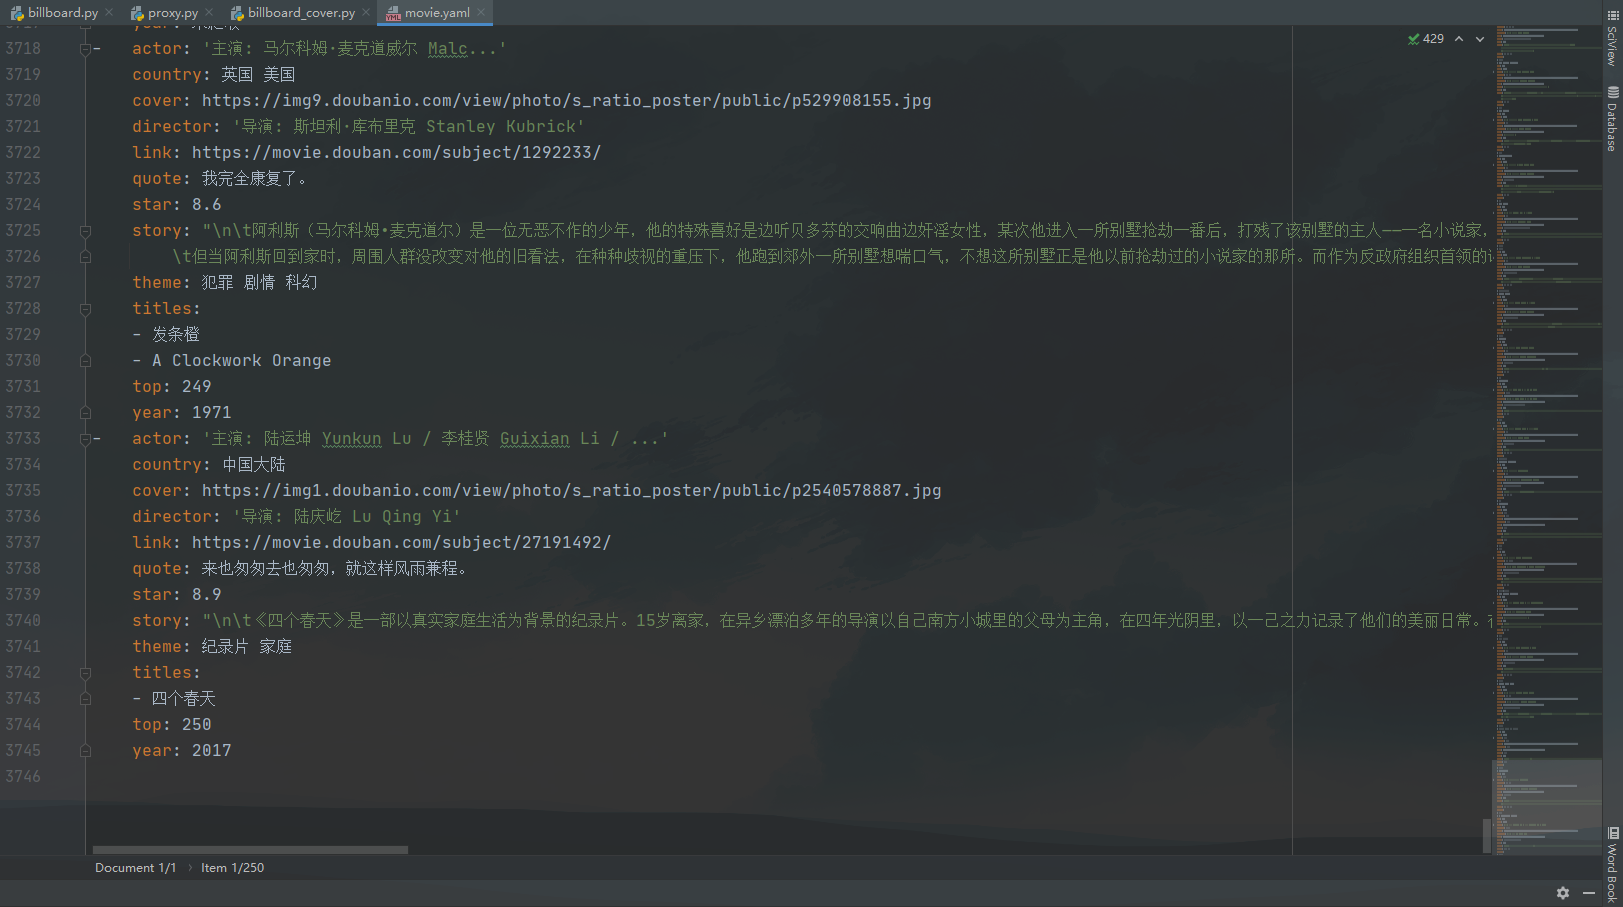 billboard.py
proxy.py
billboard_cover.py
movie.yaml
429
3718 - actor: '主演: 马尔科姆·麦克道威尔 Malc...'
3719 country: 英国 美国
3720 cover: https://img9.doubanio.com/view/photo/s_ratio_poster/public/p529908155.jpg
3721 director: '导演: 斯坦利·库布里克 Stanley Kubrick'
3722 link: https://movie.douban.com/subject/1292233/
3723 quote: 我完全康复了。
3724 star: 8.6
3725 story: "\n\t阿利斯（马尔科姆•麦克道尔）是一位无恶不作的少年，他的特殊喜好是边听贝多芬的交响曲边奸淫女性，某次他进入一所别墅抢劫一番后，打残了该别墅的主人——一名小说家，
3726 \t但当阿利斯回到家时，周围人群没改变对他的旧看法，在种种歧视的重压下，他跑到郊外一所别墅想喘口气，不想这所别墅正是他以前抢劫过的小说家的那所。而作为反政府组织首领的
3727 theme: 犯罪 剧情 科幻
3728 titles:
3729 - 发条橙
3730 - A Clockwork Orange
3731 top: 249
3732 year: 1971
3733 - actor: '主演: 陆运坤 Yunkun Lu / 李桂贤 Guixian Li / ...'
3734 country: 中国大陆
3735 cover: https://img1.doubanio.com/view/photo/s_ratio_poster/public/p2540578887.jpg
3736 director: '导演: 陆庆屹 Lu Qing Yi'
3737 link: https://movie.douban.com/subject/27191492/
3738 quote: 来也匆匆去也匆匆，就这样风雨兼程。
3739 star: 8.9
3740 story: "\n\t《四个春天》是一部以真实家庭生活为背景的纪录片。15岁离家，在异乡漂泊多年的导演以自己南方小城里的父母为主角，在四年光阴里，以一己之力记录了他们的美丽日常。
3741 theme: 纪录片 家庭
3742 titles:
3743 - 四个春天
3744 top: 250
3745 year: 2017
3746
Document 1/1 › Item 1/250
SciView
Database
Word Book